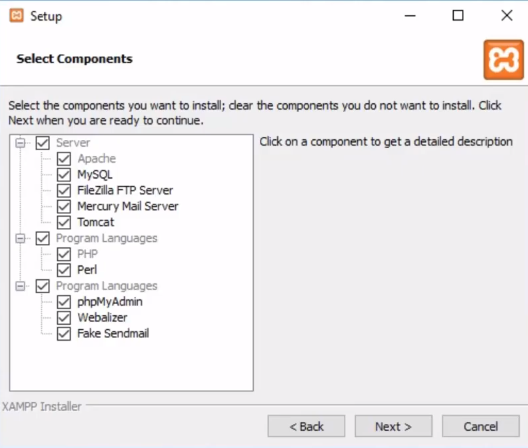 Setup
Select Components
Select the components you want to install; clear the components you do not want to install. Click
Next when you are ready to continue.
Server
Apache
MySQL
FileZilla FTP Server
Mercury Mail Server
Tomcat
Program Languages
PHP
Perl
Program Languages
phpMyAdmin
Webalizer
Fake Sendmail
Click on a component to get a detailed description
XAMPP Installer
< Back
Next >
Cancel